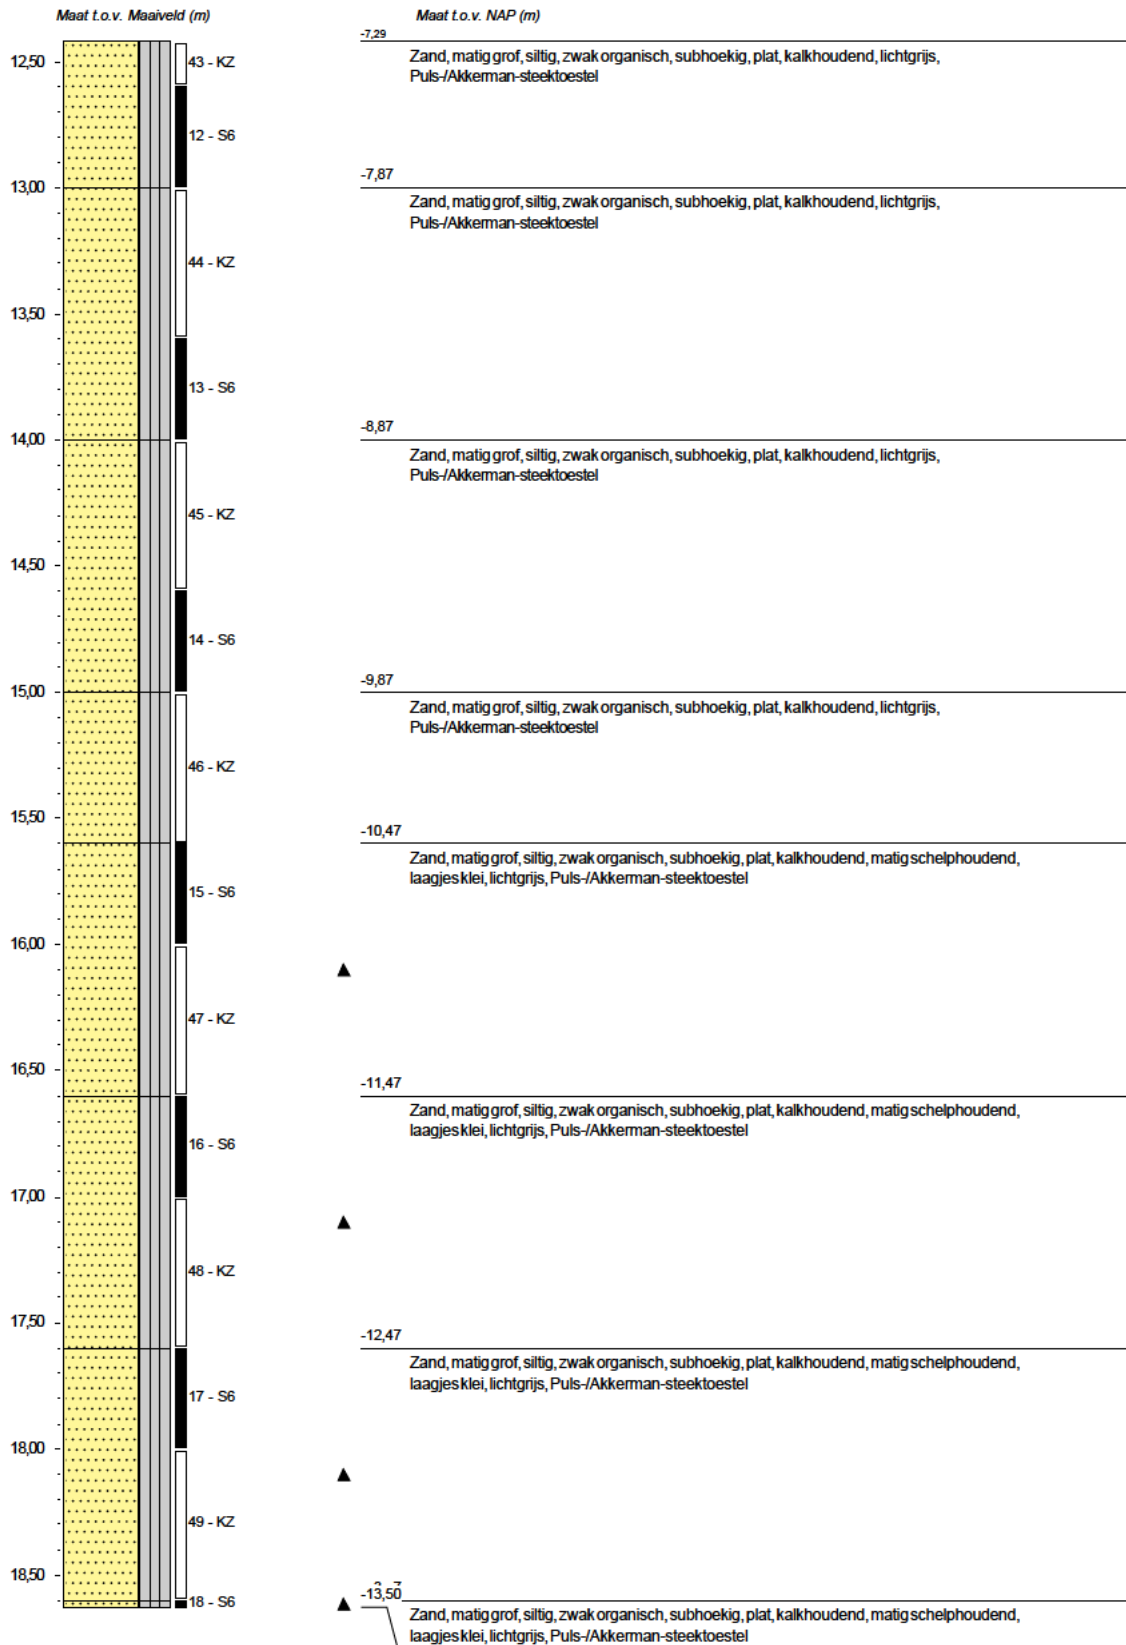 Maat t.o.v. Maaiveld (m) Maat t.o.v. NAP (m)
-7,29
12,50 43 - KZ Zand, matig grof, siltig, zwak organisch, subhoekig, plat, kalkhoudend, lichtgrijs,
Puls-/Akkerman-steektoestel
12 - S6
-7,87
13,00
Zand, matig grof, siltig, zwak organisch, subhoekig, plat, kalkhoudend, lichtgrijs,
Puls-/Akkerman-steektoestel
44 - KZ
13,50
13 - S6
-8,87
14,00
Zand, matig grof, siltig, zwak organisch, subhoekig, plat, kalkhoudend, lichtgrijs,
Puls-/Akkerman-steektoestel
45 - KZ
14,50
14 - S6
-9,87
15,00
Zand, matig grof, siltig, zwak organisch, subhoekig, plat, kalkhoudend, lichtgrijs,
Puls-/Akkerman-steektoestel
46 - KZ
15,50
-10,47
Zand, matig grof, siltig, zwak organisch, subhoekig, plat, kalkhoudend, matig schelphoudend,
laagjes klei, lichtgrijs, Puls-/Akkerman-steektoestel
15 - S6
16,00
47 - KZ
16,50
-11,47
Zand, matig grof, siltig, zwak organisch, subhoekig, plat, kalkhoudend, matig schelphoudend,
laagjes klei, lichtgrijs, Puls-/Akkerman-steektoestel
16 - S6
17,00
48 - KZ
17,50
-12,47
Zand, matig grof, siltig, zwak organisch, subhoekig, plat, kalkhoudend, matig schelphoudend,
laagjes klei, lichtgrijs, Puls-/Akkerman-steektoestel
17 - S6
18,00
49 - KZ
18,50
-13,50
18 - S6
Zand, matig grof, siltig, zwak organisch, subhoekig, plat, kalkhoudend, matig schelphoudend,
laagjes klei, lichtgrijs, Puls-/Akkerman-steektoestel